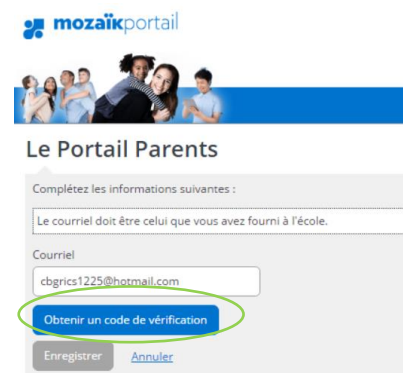 mozaïkportail
Le Portail Parents
Complétez les informations suivantes :
Le courriel doit être celui que vous avez fourni à l'école.
Courriel
cbgrics1225@hotmail.com
Obtenir un code de vérification
Enregistrer Annuler